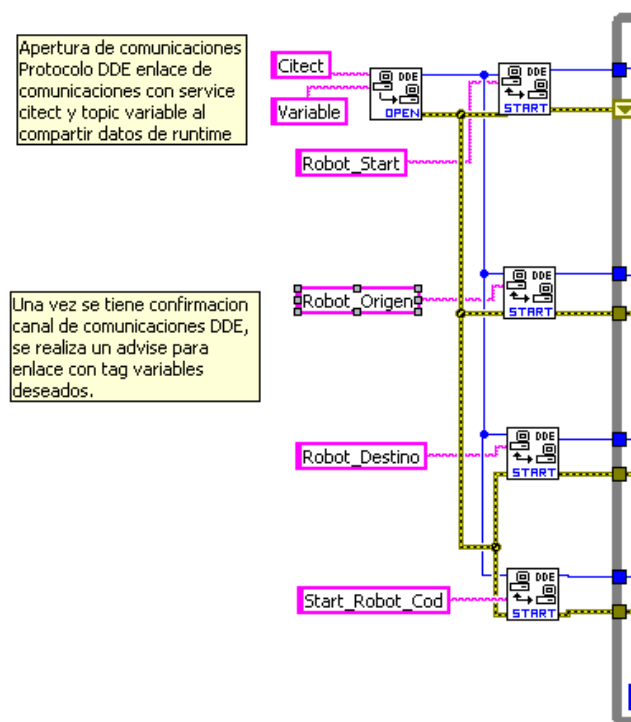 Apertura de comunicaciones
Protocolo DDE enlace de
comunicaciones con service
citect y topic variable al
compartir datos de runtime
Citect
Variable
DDE
OPEN
DDE
START
Robot_Start
Una vez se tiene confirmacion
canal de comunicaciones DDE,
se realiza un advise para
enlace con tag variables
deseados.
Robot_Origen
DDE
START
Robot_Destino
DDE
START
Start_Robot_Cod
DDE
START